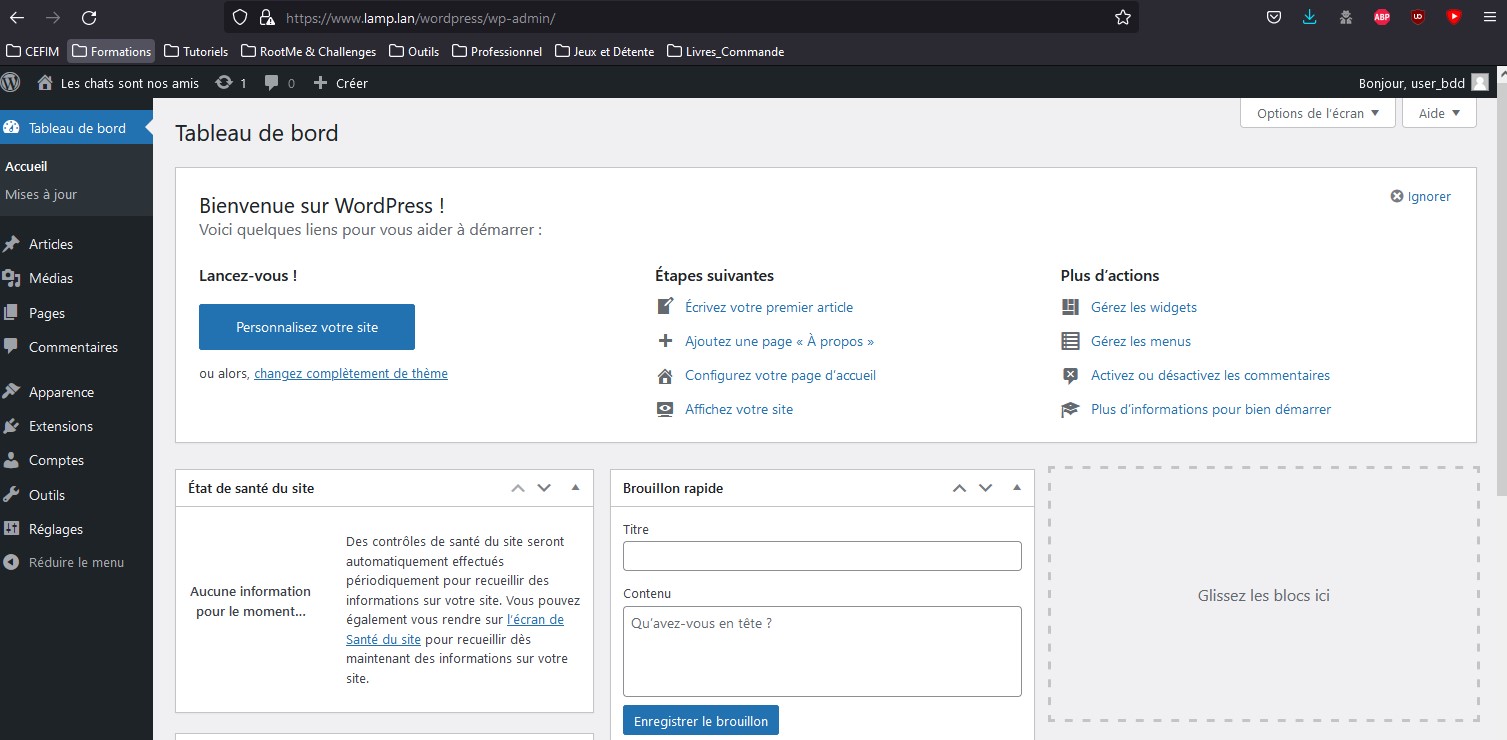 https://www.lamp.lan/wordpress/wp-admin/
ABP
UD
CEFIM Formations Tutoriels RootMe & Challenges Outils Professionnel Jeux et Détente Livres_Commande
Les chats sont nos amis 1 0 Créer Bonjour, user_bdd
Options de l'écran Aide
Tableau de bord
Accueil
Mises à jour
Articles
Médias
Pages
Commentaires
Apparence
Extensions
Comptes
Outils
Réglages
Réduire le menu
Tableau de bord
Bienvenue sur WordPress !
Ignorer
Voici quelques liens pour vous aider à démarrer :
Lancez-vous !
Personnalisez votre site
ou alors, changez complètement de thème
Étapes suivantes
Écrivez votre premier article
Ajoutez une page « À propos »
Configurez votre page d'accueil
Affichez votre site
Plus d'actions
Gérez les widgets
Gérez les menus
Activez ou désactivez les commentaires
Plus d'informations pour bien démarrer
État de santé du site
Aucune information
pour le moment...
Des contrôles de santé du site seront
automatiquement effectués
périodiquement pour recueillir des
informations sur votre site. Vous pouvez
également vous rendre sur l'écran de
Santé du site pour recueillir dès
maintenant des informations sur votre
site.
Brouillon rapide
Titre
Contenu
Qu'avez-vous en tête ?
Enregistrer le brouillon
Glissez les blocs ici